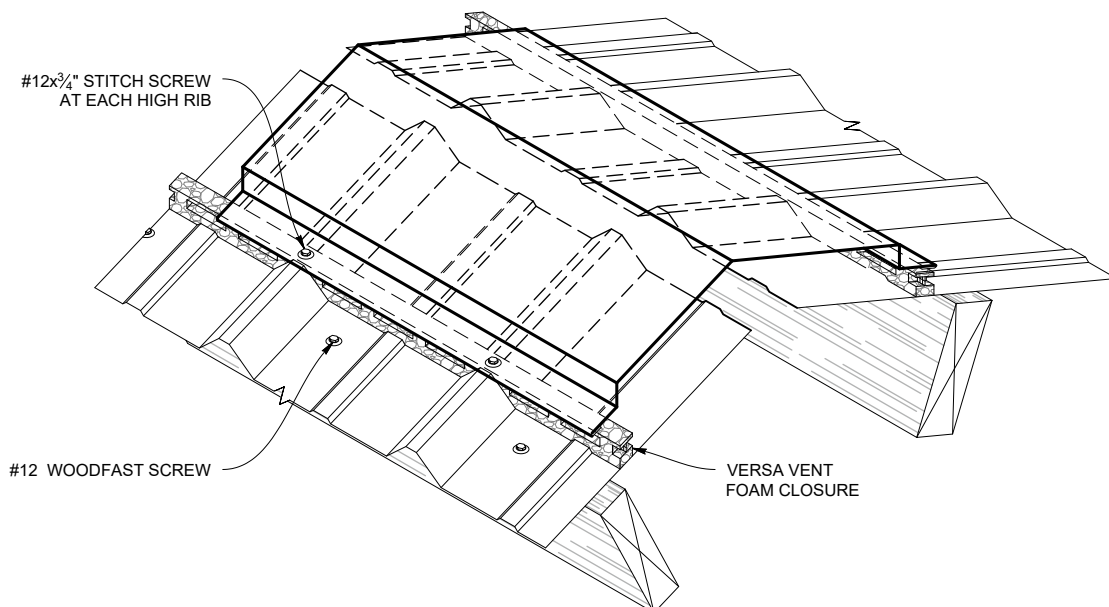 #12x¾" STITCH SCREW
AT EACH HIGH RIB
#12 WOODFAST SCREW
VERSA VENT
FOAM CLOSURE